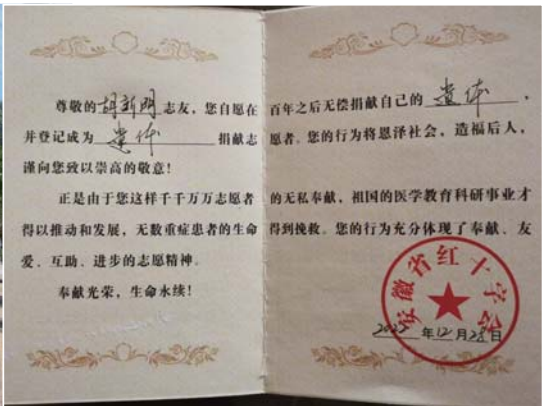 尊敬的胡新明志友，您自愿在百年之后无偿捐献自己的遗体，
并登记成为遗体捐献志愿者。您的行为将恩泽社会，造福后人，
谨向您致以崇高的敬意！
正是由于您这样千千万万志愿者的无私奉献，祖国的医学教育科研事业才
得以推动和发展，无数重症患者的生命得到挽救。您的行为充分体现了奉献、友
爱、互助、进步的志愿精神。
奉献光荣，生命永续！
安徽省红十字会
2022年12月28日